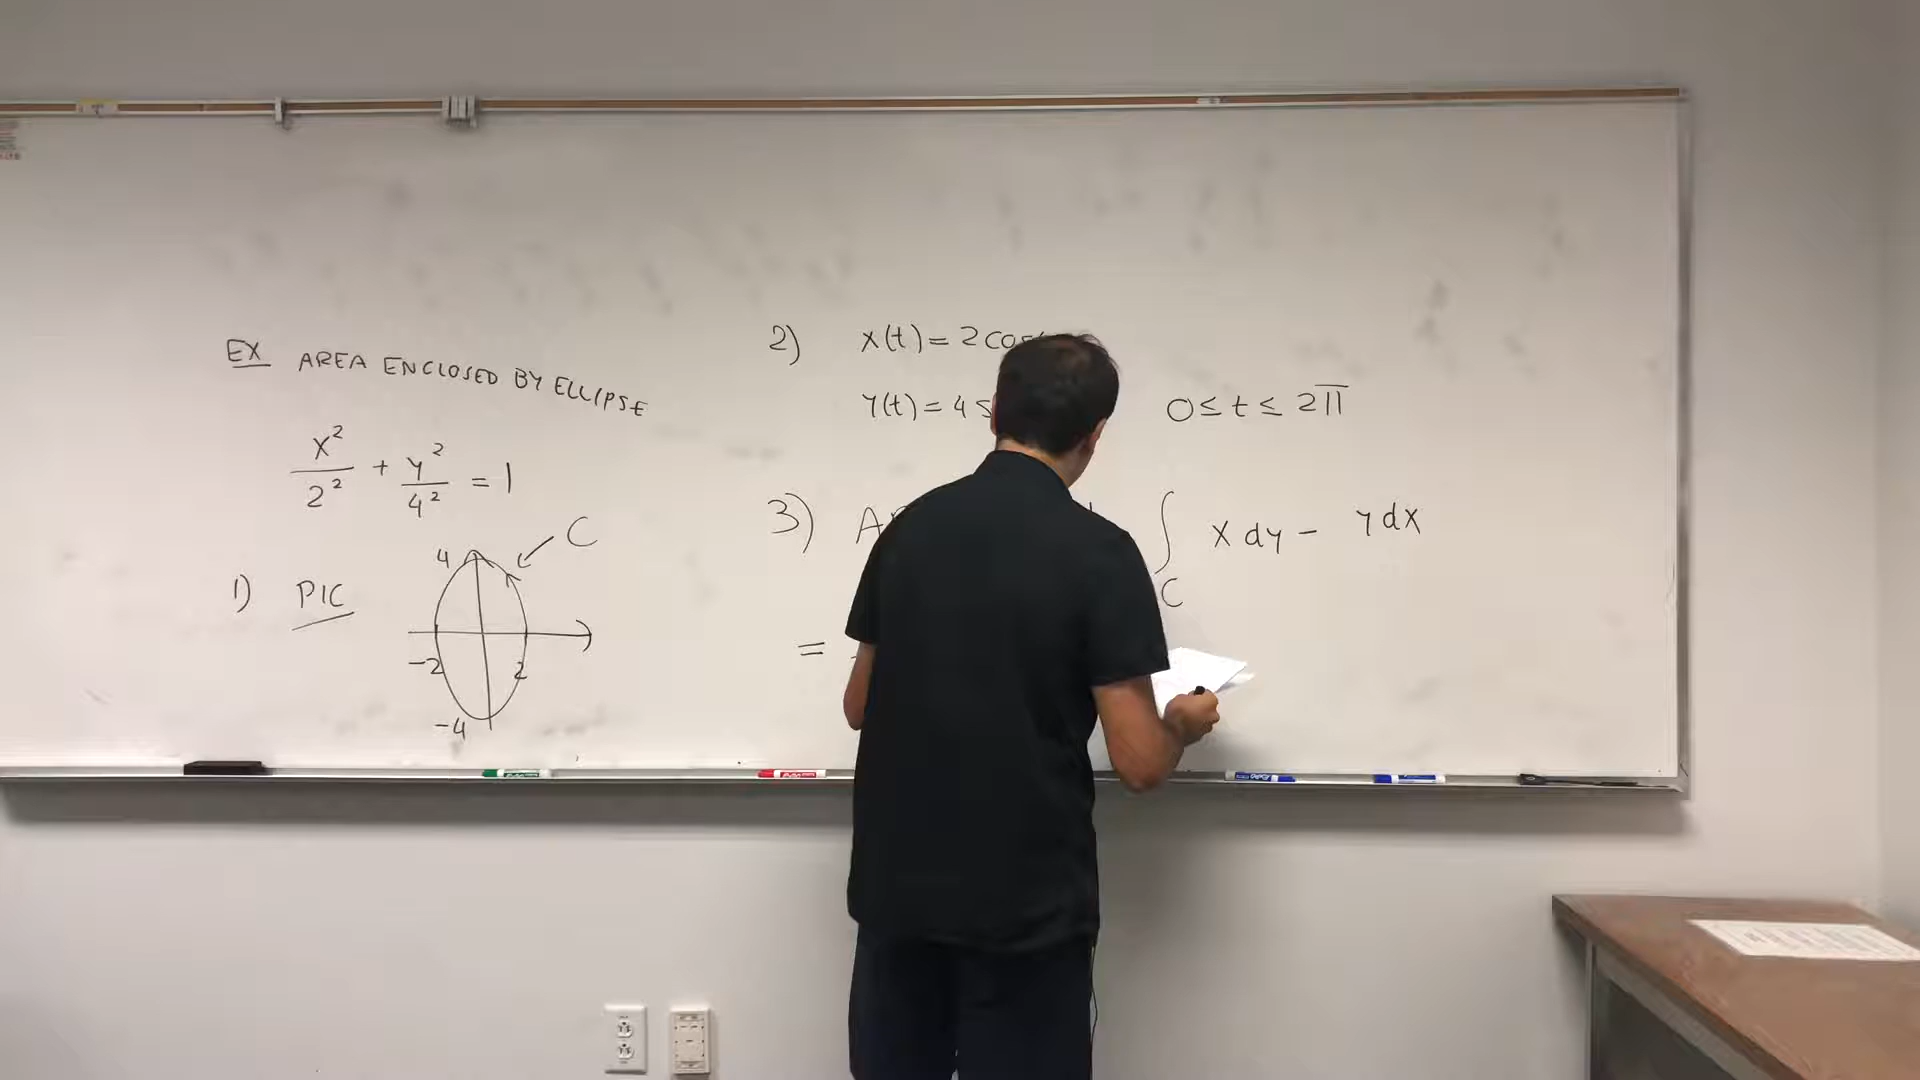 EX AREA ENCLOSED BY ELLIPSE
x²/2² + y²/4² = 1
1) PIC
C
4
-2 2
-4
2) x(t) = 2 cos
y(t) = 4 s 0 ≤ t ≤ 2π
3) A ∫ x dy - y dx
C
=